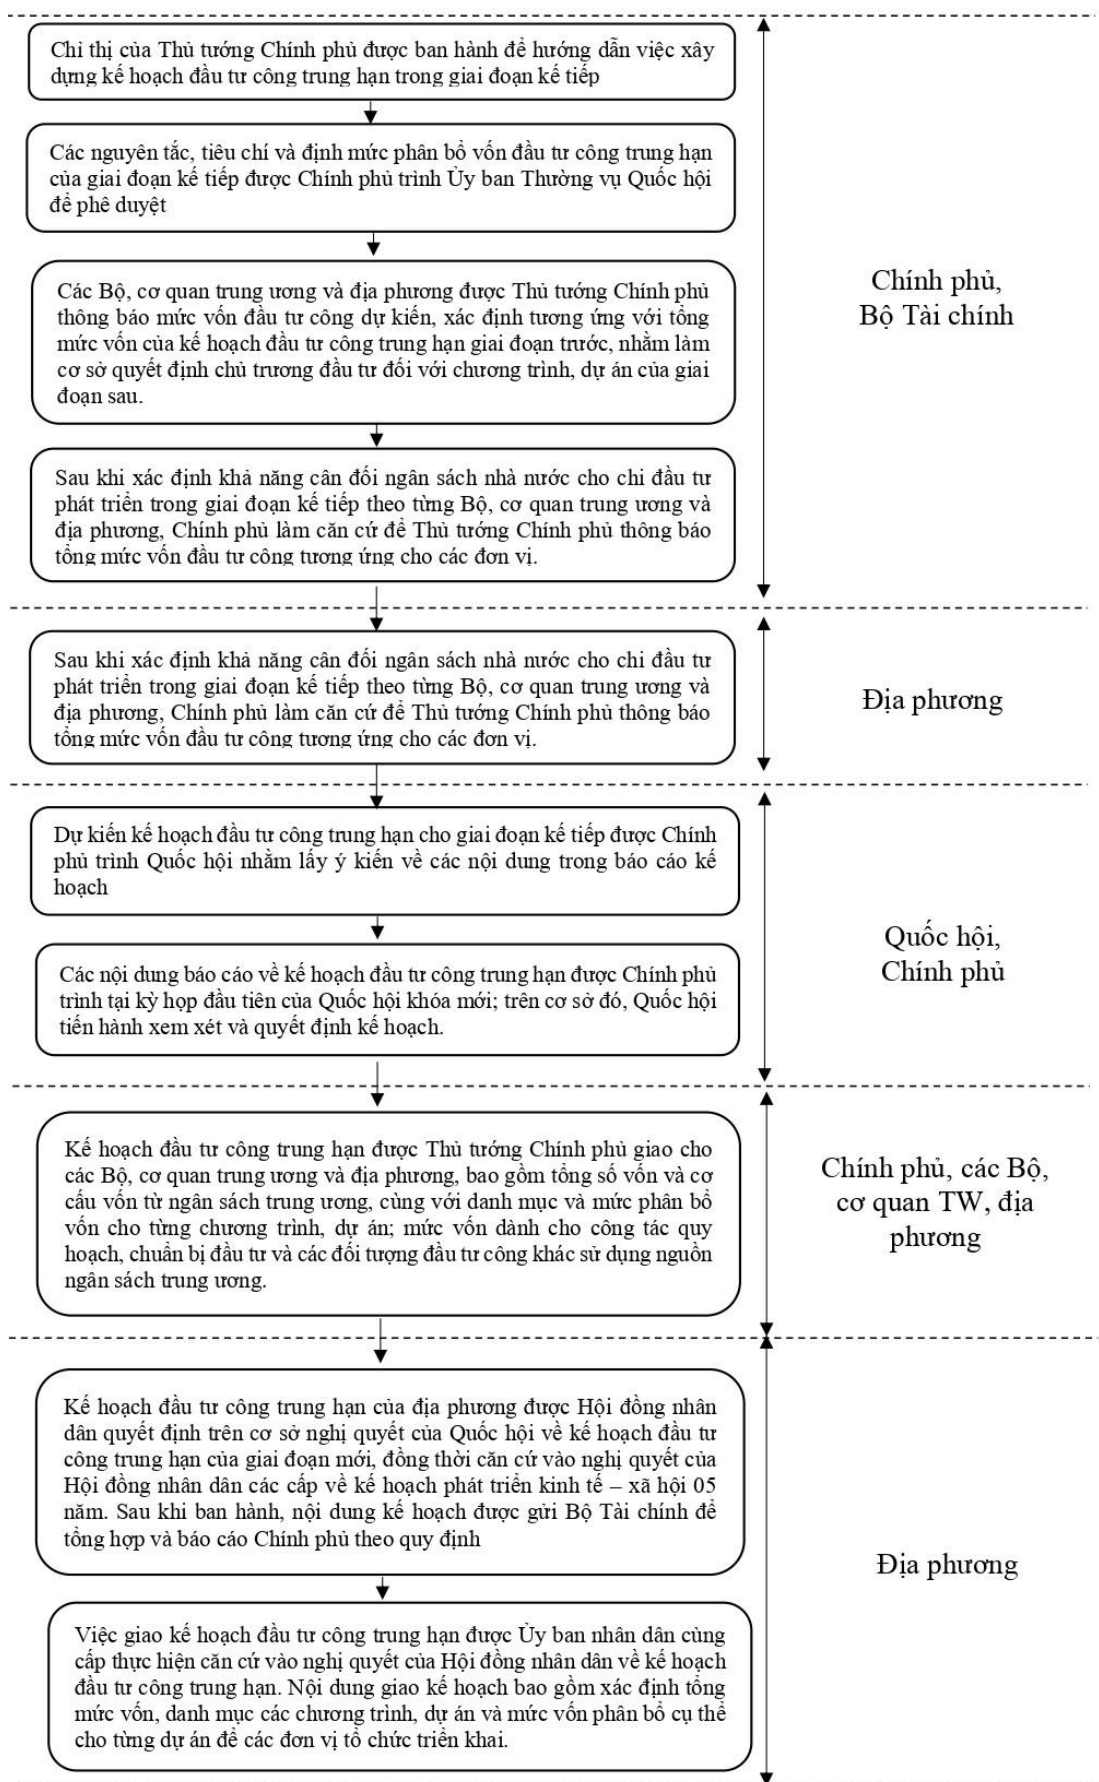 Chỉ thị của Thủ tướng Chính phủ được ban hành để hướng dẫn việc xây
dựng kế hoạch đầu tư công trung hạn trong giai đoạn kế tiếp
Các nguyên tắc, tiêu chí và định mức phân bổ vốn đầu tư công trung hạn
của giai đoạn kế tiếp được Chính phủ trình Ủy ban Thường vụ Quốc hội
để phê duyệt
Các Bộ, cơ quan trung ương và địa phương được Thủ tướng Chính phủ
thông báo mức vốn đầu tư công dự kiến, xác định tương ứng với tổng
mức vốn của kế hoạch đầu tư công trung hạn giai đoạn trước, nhằm làm
cơ sở quyết định chủ trương đầu tư đối với chương trình, dự án của giai
đoạn sau.
Sau khi xác định khả năng cân đối ngân sách nhà nước cho chi đầu tư
phát triển trong giai đoạn kế tiếp theo từng Bộ, cơ quan trung ương và
địa phương, Chính phủ làm căn cứ để Thủ tướng Chính phủ thông báo
tổng mức vốn đầu tư công tương ứng cho các đơn vị.
Chính phủ,
Bộ Tài chính
Sau khi xác định khả năng cân đối ngân sách nhà nước cho chi đầu tư
phát triển trong giai đoạn kế tiếp theo từng Bộ, cơ quan trung ương và
địa phương, Chính phủ làm căn cứ để Thủ tướng Chính phủ thông báo
tổng mức vốn đầu tư công tương ứng cho các đơn vị.
Địa phương
Dự kiến kế hoạch đầu tư công trung hạn cho giai đoạn kế tiếp được Chính
phủ trình Quốc hội nhằm lấy ý kiến về các nội dung trong báo cáo kế
hoạch
Các nội dung báo cáo về kế hoạch đầu tư công trung hạn được Chính phủ
trình tại kỳ họp đầu tiên của Quốc hội khóa mới; trên cơ sở đó, Quốc hội
tiến hành xem xét và quyết định kế hoạch.
Quốc hội,
Chính phủ
Kế hoạch đầu tư công trung hạn được Thủ tướng Chính phủ giao cho
các Bộ, cơ quan trung ương và địa phương, bao gồm tổng số vốn và cơ
cấu vốn từ ngân sách trung ương, cùng với danh mục và mức phân bổ
vốn cho từng chương trình, dự án; mức vốn dành cho công tác quy
hoạch, chuẩn bị đầu tư và các đối tượng đầu tư công khác sử dụng nguồn
ngân sách trung ương.
Chính phủ, các Bộ,
cơ quan TW, địa
phương
Kế hoạch đầu tư công trung hạn của địa phương được Hội đồng nhân
dân quyết định trên cơ sở nghị quyết của Quốc hội về kế hoạch đầu tư
công trung hạn của giai đoạn mới, đồng thời căn cứ vào nghị quyết của
Hội đồng nhân dân các cấp về kế hoạch phát triển kinh tế – xã hội 05
năm. Sau khi ban hành, nội dung kế hoạch được gửi Bộ Tài chính để
tổng hợp và báo cáo Chính phủ theo quy định
Việc giao kế hoạch đầu tư công trung hạn được Ủy ban nhân dân cùng
cấp thực hiện căn cứ vào nghị quyết của Hội đồng nhân dân về kế hoạch
đầu tư công trung hạn. Nội dung giao kế hoạch bao gồm xác định tổng
mức vốn, danh mục các chương trình, dự án và mức vốn phân bổ cụ thể
cho từng dự án để các đơn vị tổ chức triển khai.
Địa phương